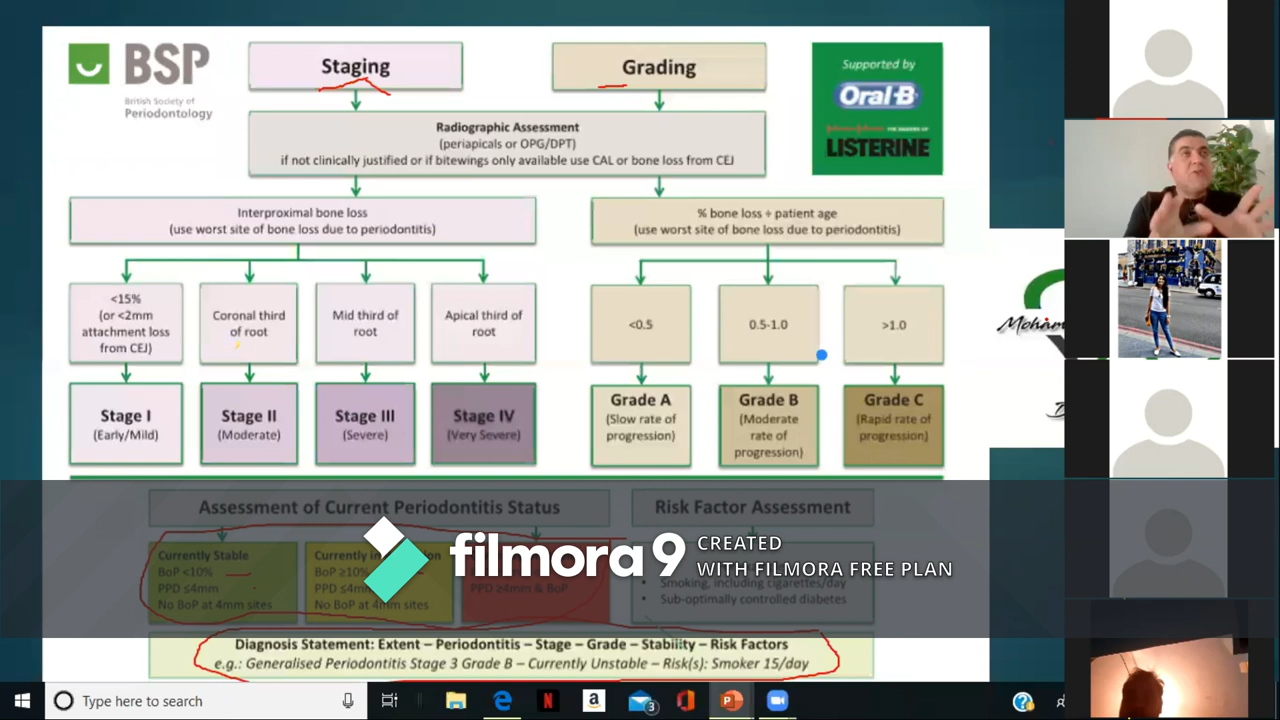 BSP
British Society of
Periodontology
Staging
Grading
Supported by
Oral-B
LISTERINE
Radiographic Assessment
(periapicals or OPG/DPT)
if not clinically justified or if bitewings only available use CAL or bone loss from CEJ
Interproximal bone loss
(use worst site of bone loss due to periodontitis)
% bone loss ÷ patient age
(use worst site of bone loss due to periodontitis)
<15%
(or <2mm
attachment loss
from CEJ)
Coronal third
of root
Mid third of
root
Apical third of
root
<0.5
0.5-1.0
>1.0
Stage I
(Early/Mild)
Stage II
(Moderate)
Stage III
(Severe)
Stage IV
(Very Severe)
Grade A
(Slow rate of
progression)
Grade B
(Moderate
rate of
progression)
Grade C
(Rapid rate of
progression)
Assessment of Current Periodontitis Status
Risk Factor Assessment
Currently Stable
BoP <10%
PPD ≤4mm
No BoP at 4mm sites
Currently in
BoP ≥10%
PPD ≤4mm
No BoP at 4mm sites
PPD ≥4mm & BoP
Smoking, including cigarettes/day
Sub-optimally controlled diabetes
filmora9
CREATED
WITH FILMORA FREE PLAN
Diagnosis Statement: Extent – Periodontitis – Stage – Grade – Stability – Risk Factors
e.g.: Generalised Periodontitis Stage 3 Grade B – Currently Unstable – Risk(s): Smoker 15/day
Type here to search
3